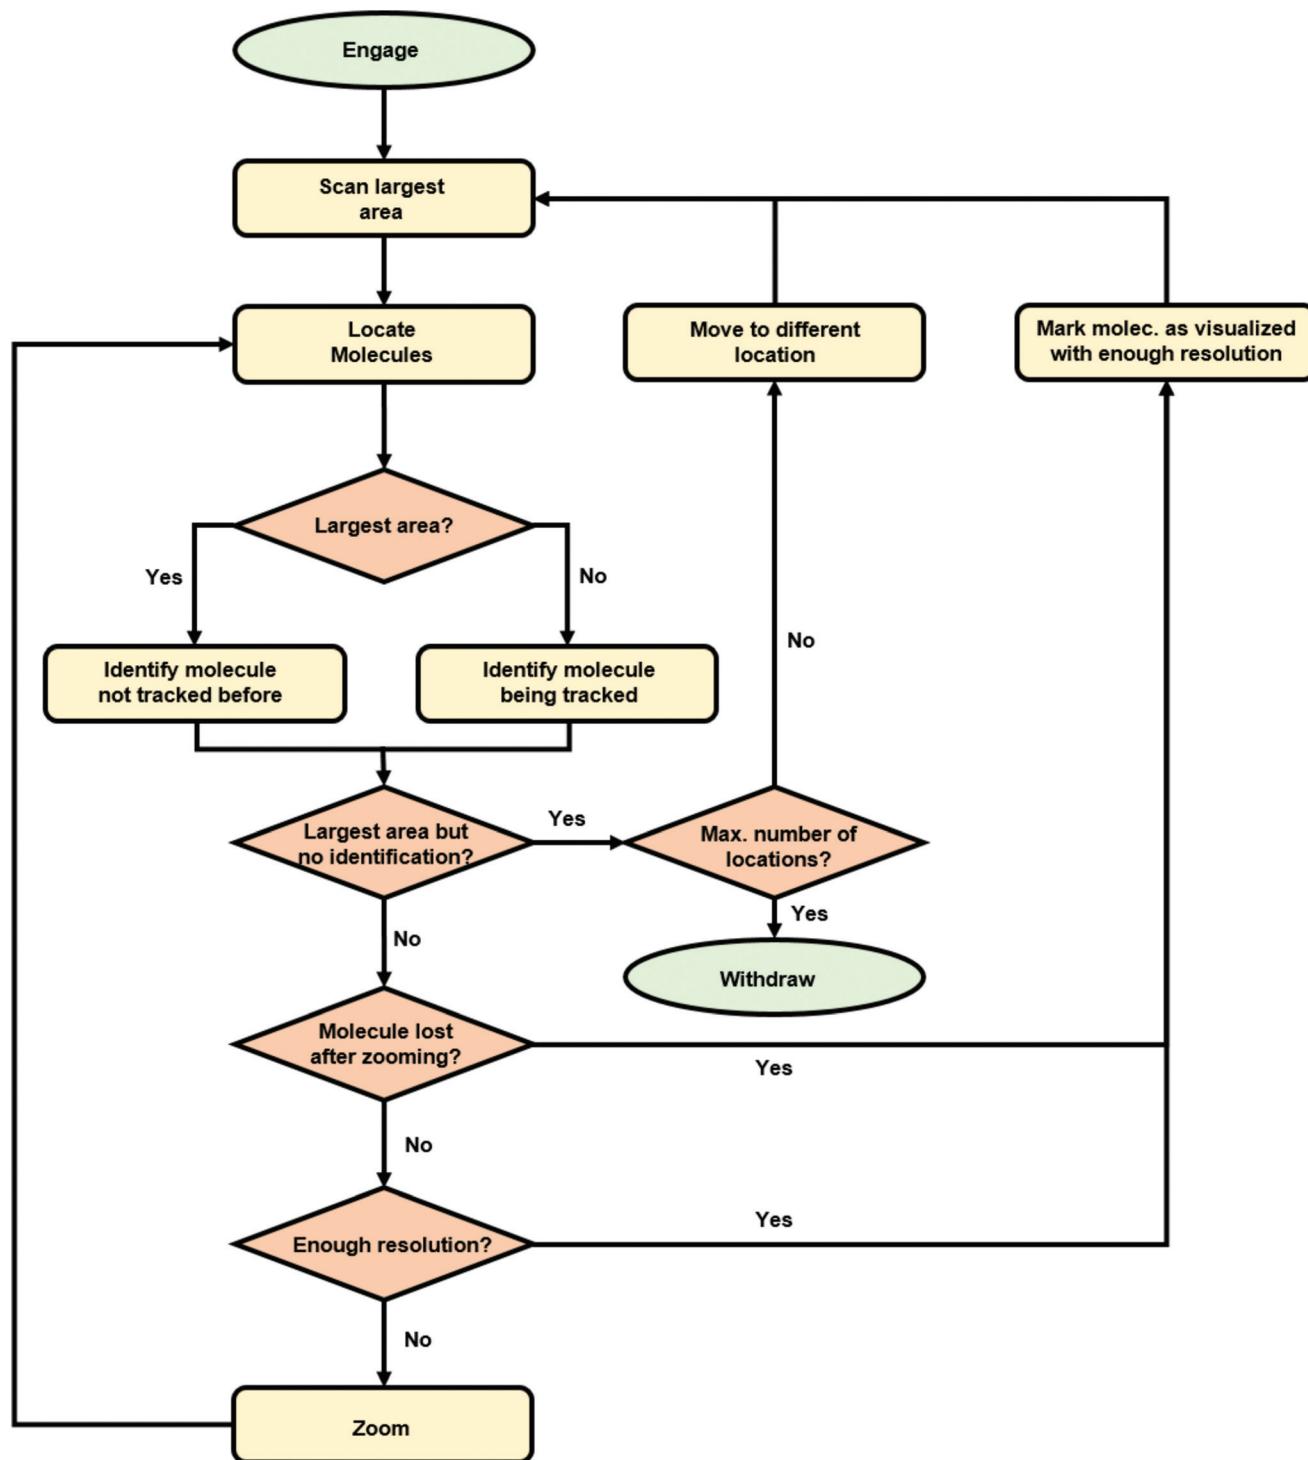 Engage
Scan largest
area
Locate
Molecules
Move to different
location
Mark molec. as visualized
with enough resolution
Largest area?
Yes
No
Identify molecule
not tracked before
Identify molecule
being tracked
No
Largest area but
no identification?
Yes
Max. number of
locations?
Yes
No
Withdraw
Molecule lost
after zooming?
Yes
No
Enough resolution?
Yes
No
Zoom